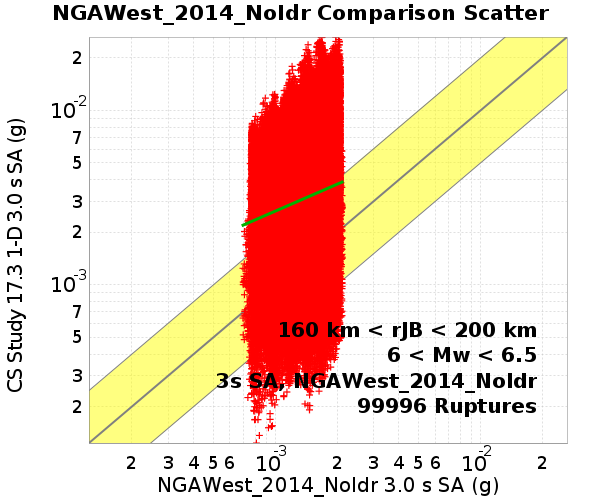 NGAWest_2014_NoIdr Comparison Scatter
CS Study 17.3 1-D 3.0 s SA (g)
2
10-2
7
5
3
2
10-3
7
5
3
2
160 km < rJB < 200 km
6 < Mw < 6.5
3s SA, NGAWest_2014_NoIdr
99996 Ruptures
2 3 4 5 6 10-3 2 3 4 5 6 10-2 2
NGAWest_2014_NoIdr 3.0 s SA (g)